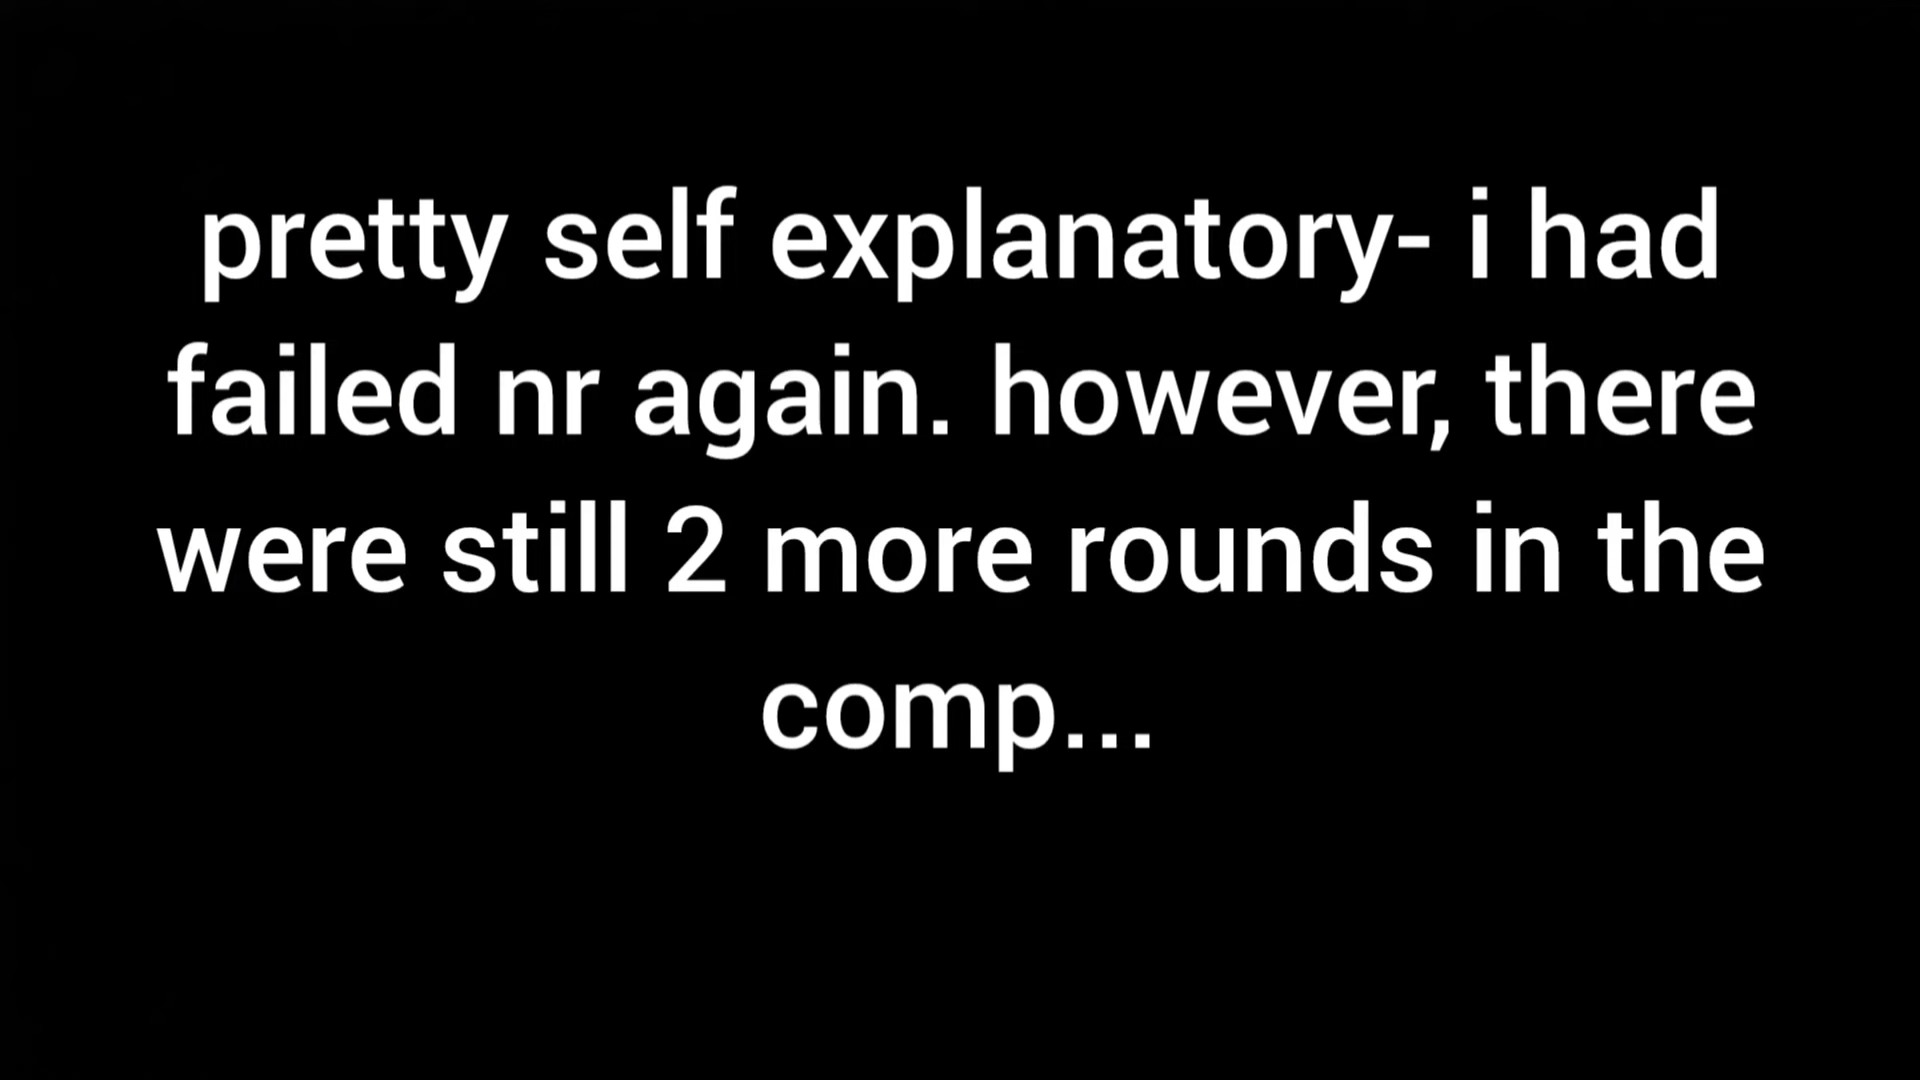 pretty self explanatory- i had
failed nr again. however, there
were still 2 more rounds in the
comp...